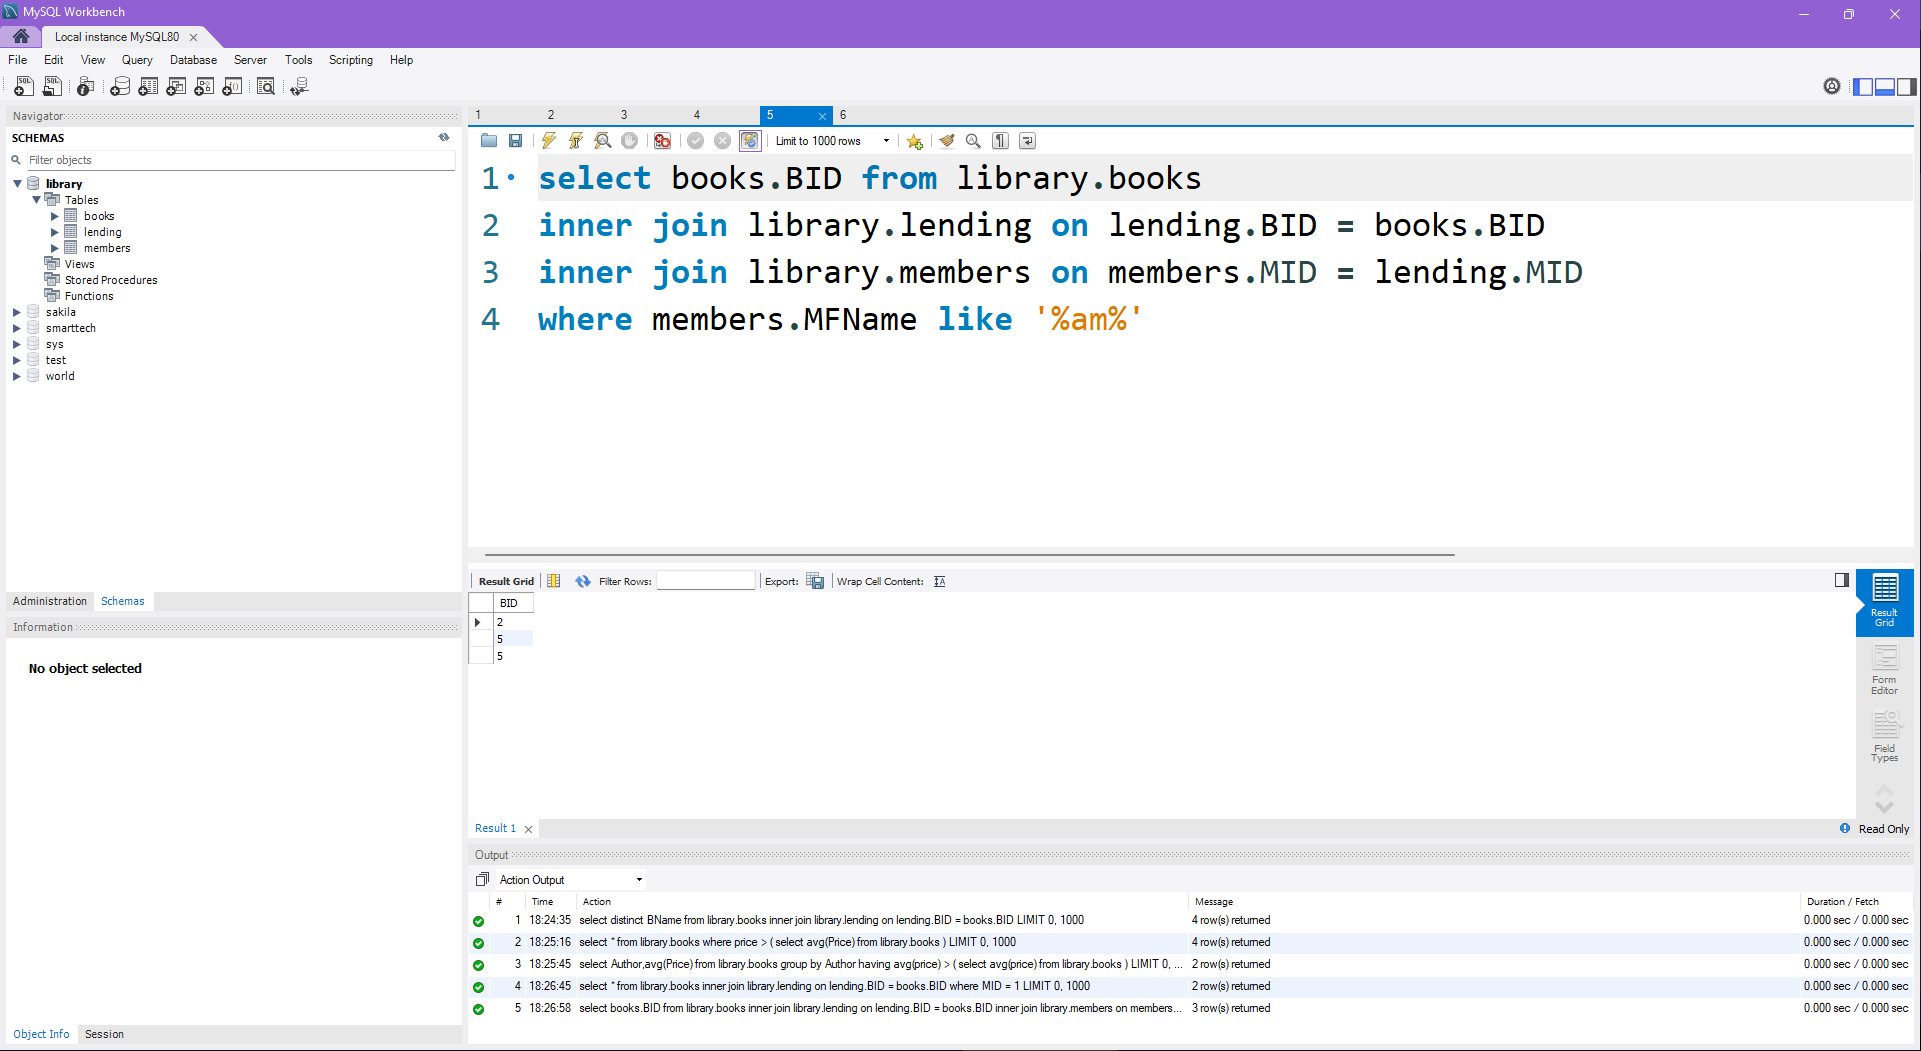 MySQL Workbench
Local instance MySQL80
File Edit View Query Database Server Tools Scripting Help
Navigator
SCHEMAS
Filter objects
library
Tables
books
lending
members
Views
Stored Procedures
Functions
sakila
smarttech
sys
test
world
Administration Schemas
Information
No object selected
Object Info Session
1 2 3 4 5 6
Limit to 1000 rows
1 select books.BID from library.books
2 inner join library.lending on lending.BID = books.BID
3 inner join library.members on members.MID = lending.MID
4 where members.MFName like '%am%'
Result Grid Filter Rows: Export: Wrap Cell Content:
BID
2
5
5
Result
Grid
Form
Editor
Field
Types
Result 1
Read Only
Output
Action Output
# Time Action Message Duration / Fetch
1 18:24:35 select distinct BName from library.books inner join library.lending on lending.BID = books.BID LIMIT 0, 1000 4 row(s) returned 0.000 sec / 0.000 sec
2 18:25:16 select * from library.books where price > ( select avg(Price) from library.books ) LIMIT 0, 1000 4 row(s) returned 0.000 sec / 0.000 sec
3 18:25:45 select Author,avg(Price) from library.books group by Author having avg(price) > ( select avg(price) from library.books ) LIMIT 0, ... 2 row(s) returned 0.000 sec / 0.000 sec
4 18:26:45 select * from library.books inner join library.lending on lending.BID = books.BID where MID = 1 LIMIT 0, 1000 2 row(s) returned 0.000 sec / 0.000 sec
5 18:26:58 select books.BID from library.books inner join library.lending on lending.BID = books.BID inner join library.members on members... 3 row(s) returned 0.000 sec / 0.000 sec